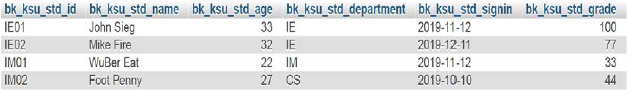 bk_ksu_std_id bk_ksu_std_name bk_ksu_std_age bk_ksu_std_department bk_ksu_std_signin bk_ksu_std_grade
IE01 John Sieg 33 IE 2019-11-12 100
IE02 Mike Fire 32 IE 2019-12-11 77
IM01 WuBer Eat 22 IM 2019-11-12 33
IM02 Foot Penny 27 CS 2019-10-10 44